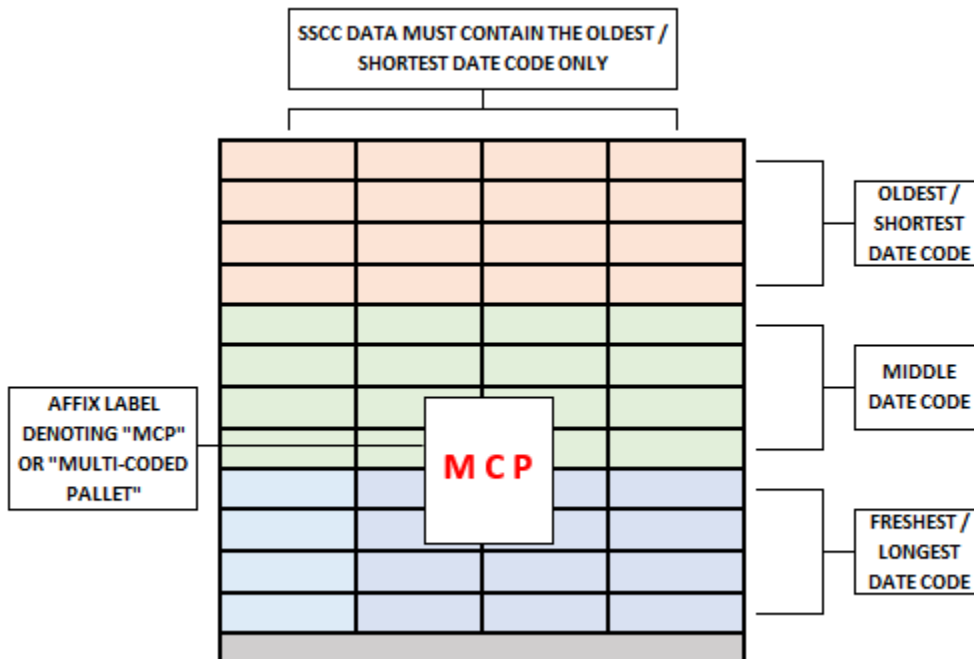 SSCC DATA MUST CONTAIN THE OLDEST /
SHORTEST DATE CODE ONLY
OLDEST /
SHORTEST
DATE CODE
MIDDLE
DATE CODE
AFFIX LABEL
DENOTING "MCP"
OR "MULTI-CODED
PALLET"
M C P
FRESHEST /
LONGEST
DATE CODE